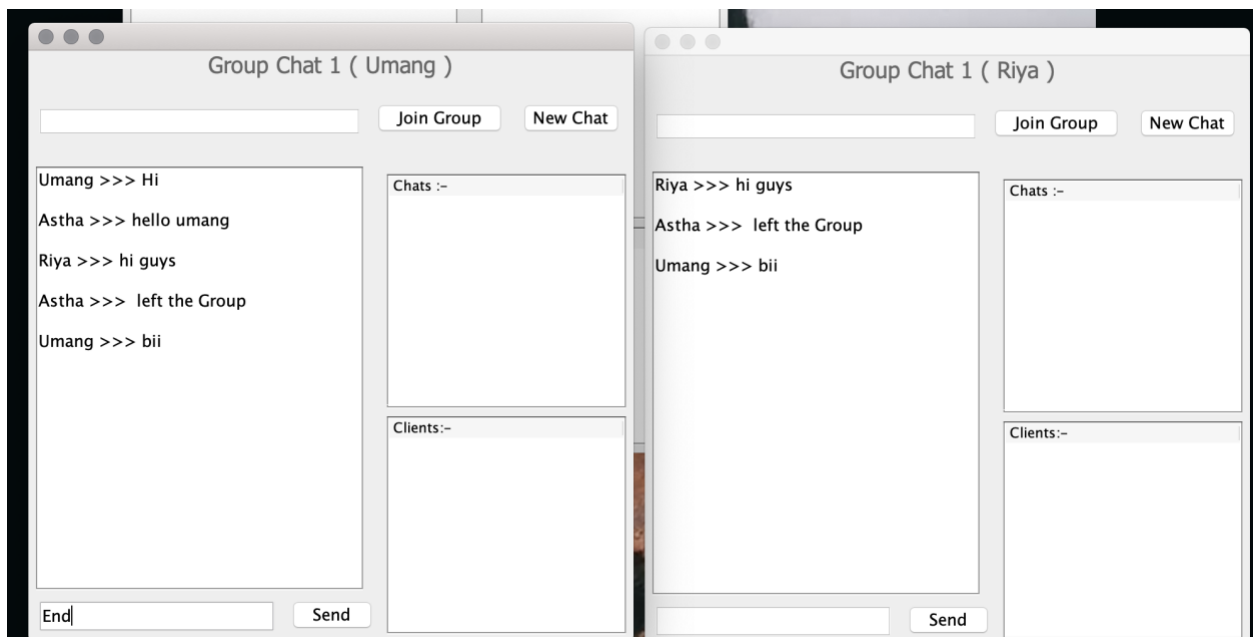 Group Chat 1 ( Umang )
Join Group
New Chat
Umang >>> Hi
Astha >>> hello umang
Riya >>> hi guys
Astha >>>  left the Group
Umang >>> bii
Chats :-
Clients:-
End
Send
Group Chat 1 ( Riya )
Join Group
New Chat
Riya >>> hi guys
Astha >>>  left the Group
Umang >>> bii
Chats :-
Clients:-
Send